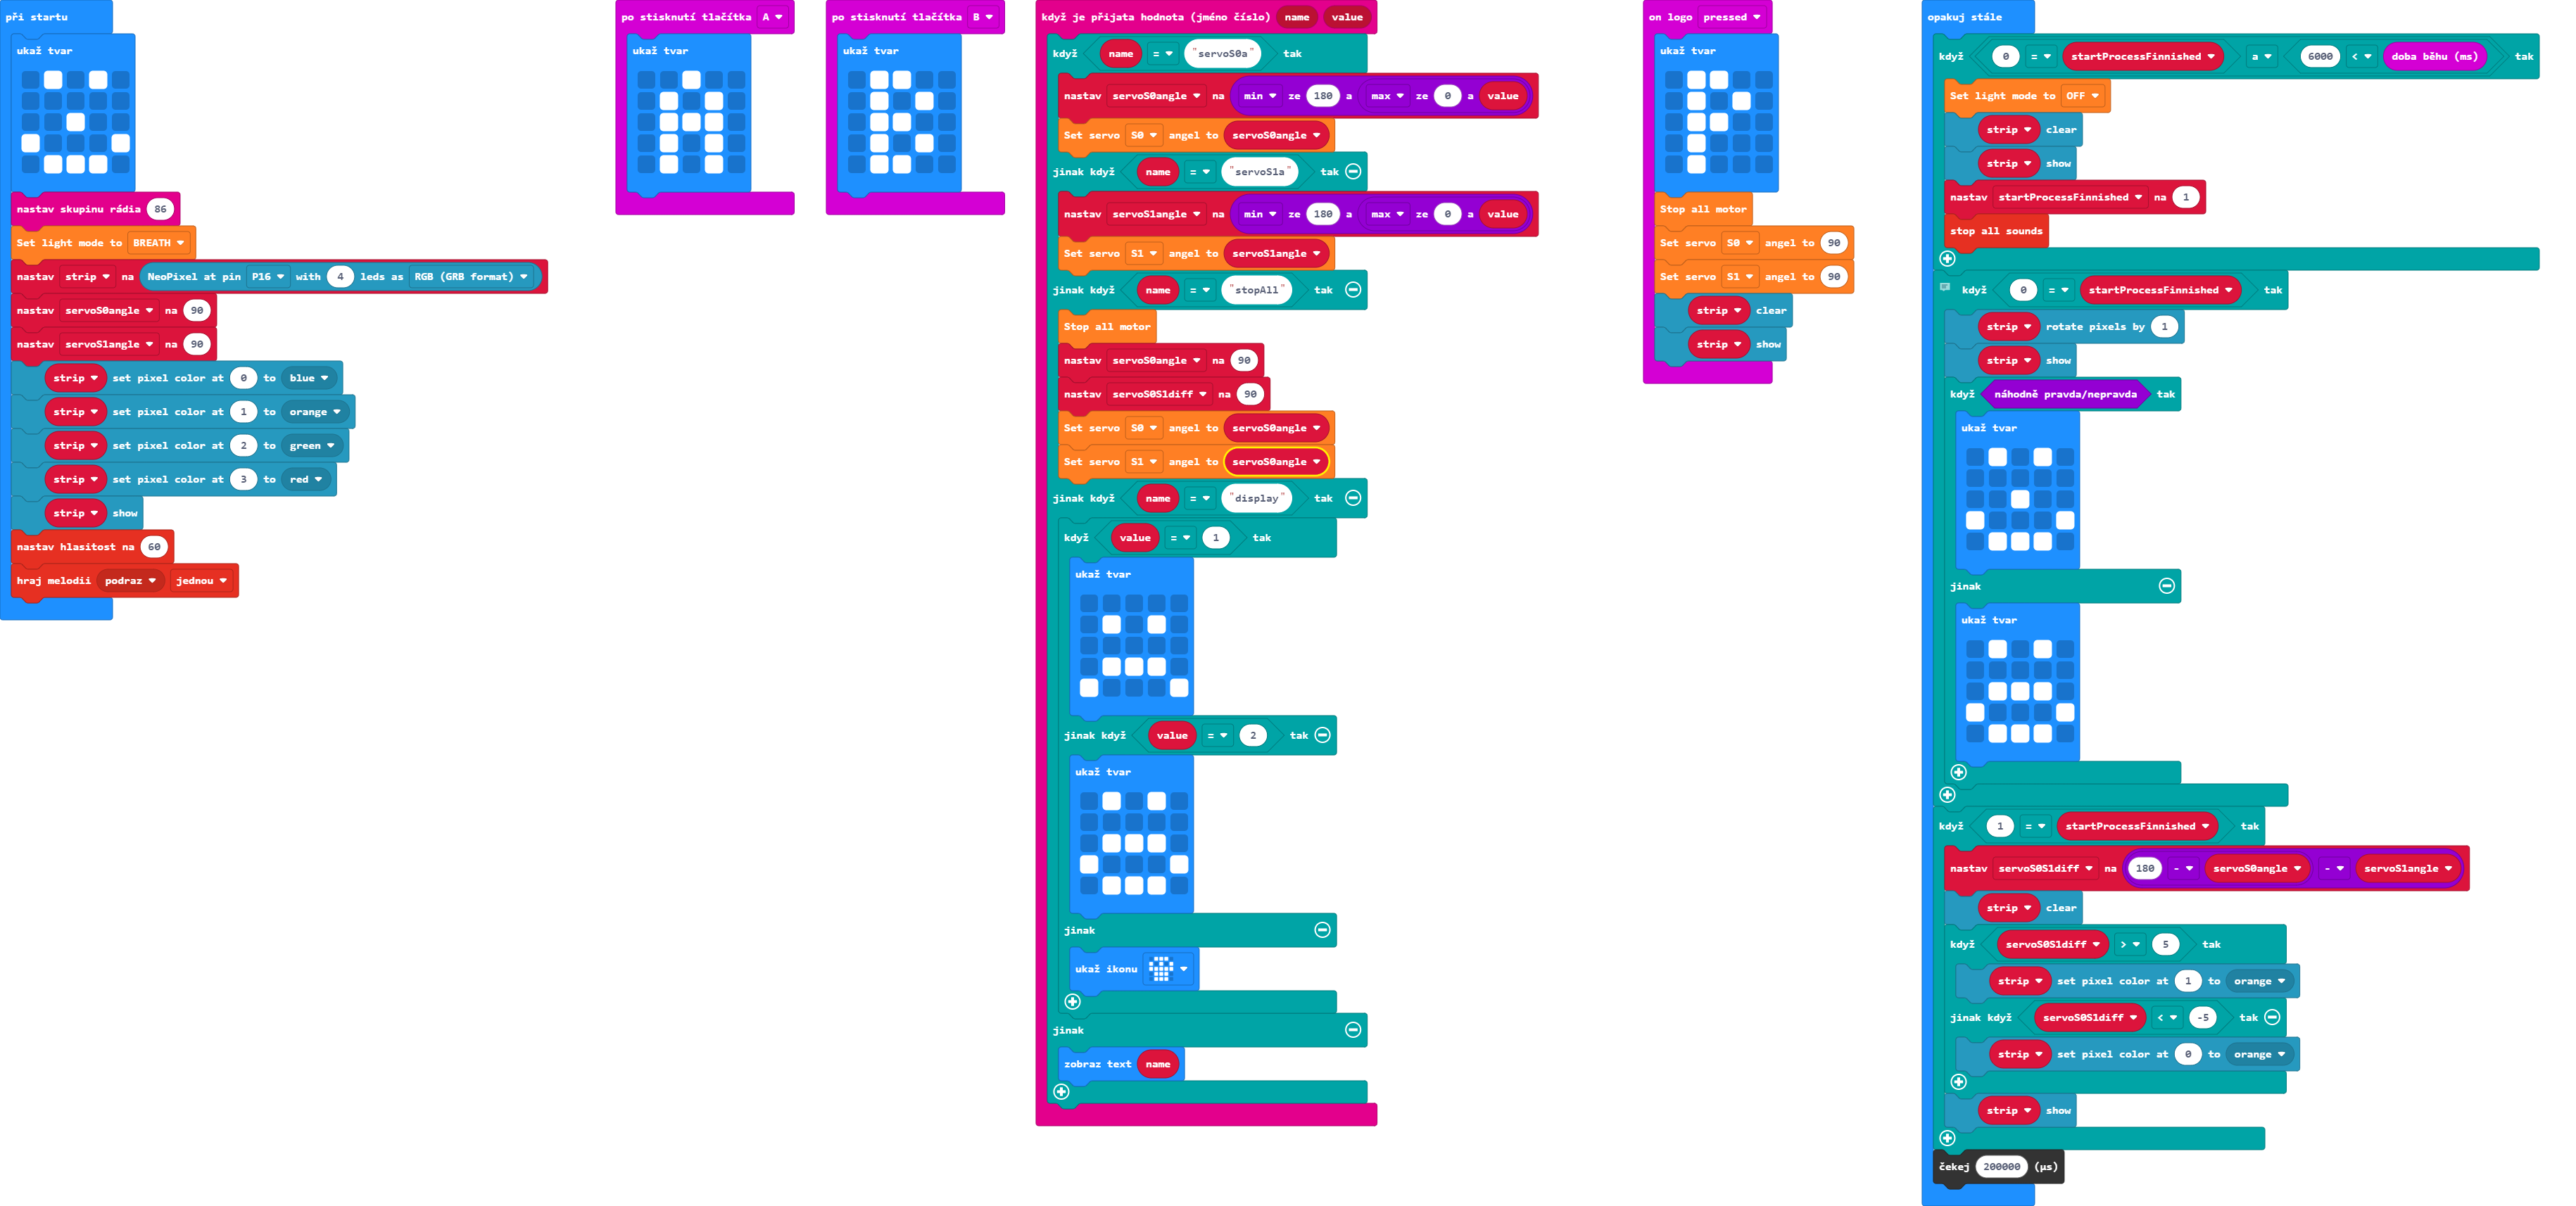 při startu
ukaž tvar
nastav skupinu rádia 86
Set light mode to BREATH
nastav strip na NeoPixel at pin P16 with 4 leds as RGB (GRB format)
nastav servoS0angle na 90
nastav servoS1angle na 90
strip set pixel color at 0 to blue
strip set pixel color at 1 to orange
strip set pixel color at 2 to green
strip set pixel color at 3 to red
strip show
nastav hlasitost na 60
hraj melodii podraz jednou
po stisknutí tlačítka A
ukaž tvar
po stisknutí tlačítka B
ukaž tvar
když je přijata hodnota (jméno číslo) name value
když name = "servoS0a" tak
nastav servoS0angle na min ze 180 a max ze 0 a value
Set servo S0 angel to servoS0angle
jinak když name = "servoS1a" tak
nastav servoS1angle na min ze 180 a max ze 0 a value
Set servo S1 angel to servoS1angle
jinak když name = "stopAll" tak
Stop all motor
nastav servoS0angle na 90
nastav servoS0S1diff na 90
Set servo S0 angel to servoS0angle
Set servo S1 angel to servoS0angle
jinak když name = "display" tak
když value = 1 tak
ukaž tvar
jinak když value = 2 tak
ukaž tvar
jinak
ukaž ikonu
jinak
zobraz text name
on logo pressed
ukaž tvar
Stop all motor
Set servo S0 angel to 90
Set servo S1 angel to 90
strip clear
strip show
opakuj stále
když 0 = startProcessFinnished a 6000 < doba běhu (ms) tak
Set light mode to OFF
strip clear
strip show
nastav startProcessFinnished na 1
stop all sounds
když 0 = startProcessFinnished tak
strip rotate pixels by 1
strip show
když náhodně pravda/nepravda tak
ukaž tvar
jinak
ukaž tvar
když 1 = startProcessFinnished tak
nastav servoS0S1diff na 180 - servoS0angle - servoS1angle
strip clear
když servoS0S1diff > 5 tak
strip set pixel color at 1 to orange
jinak když servoS0S1diff < -5 tak
strip set pixel color at 0 to orange
strip show
čekej 200000 (µs)